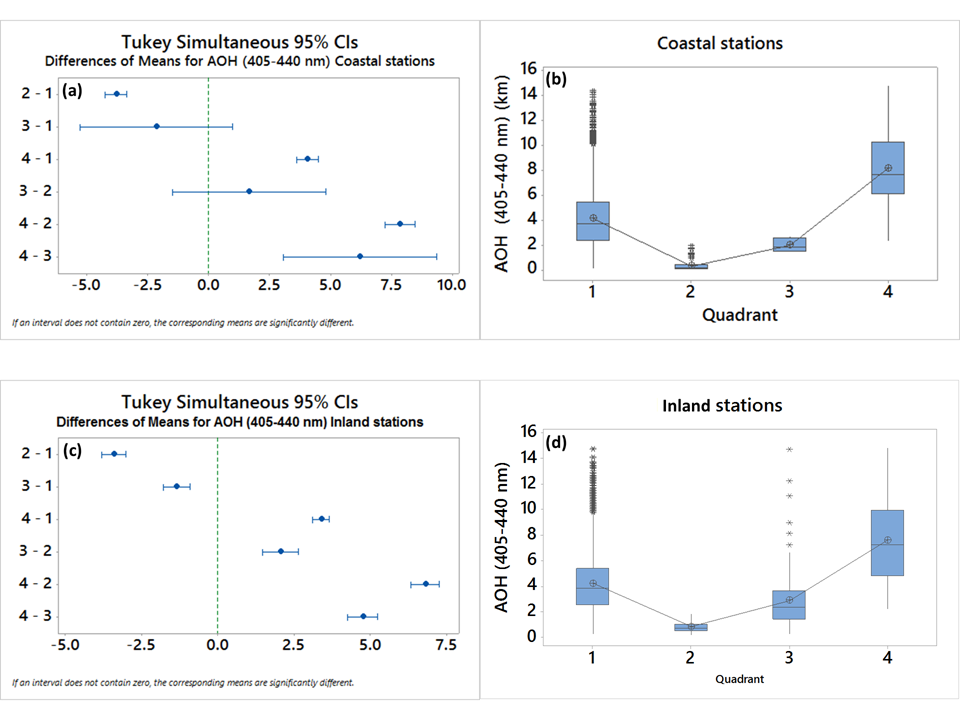 Tukey Simultaneous 95% CIs
Differences of Means for AOH (405-440 nm) Coastal stations
(a)
2 - 1
3 - 1
4 - 1
3 - 2
4 - 2
4 - 3
-5.0 -2.5 0.0 2.5 5.0 7.5 10.0
If an interval does not contain zero, the corresponding means are significantly different.
Coastal stations
(b)
AOH (405-440 nm) (km)
16
14
12
10
8
6
4
2
0
1 2 3 4
Quadrant
Tukey Simultaneous 95% CIs
Differences of Means for AOH (405-440 nm) Inland stations
(c)
2 - 1
3 - 1
4 - 1
3 - 2
4 - 2
4 - 3
-5.0 -2.5 0.0 2.5 5.0 7.5
If an interval does not contain zero, the corresponding means are significantly different.
Inland stations
(d)
AOH (405-440 nm)
16
14
12
10
8
6
4
2
0
1 2 3 4
Quadrant